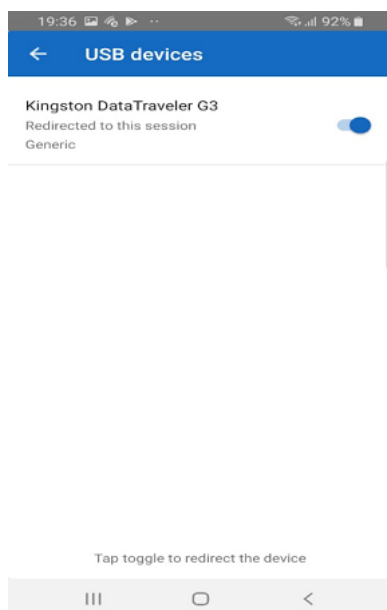 19:36
92%
USB devices
Kingston DataTraveler G3
Redirected to this session
Generic
Tap toggle to redirect the device